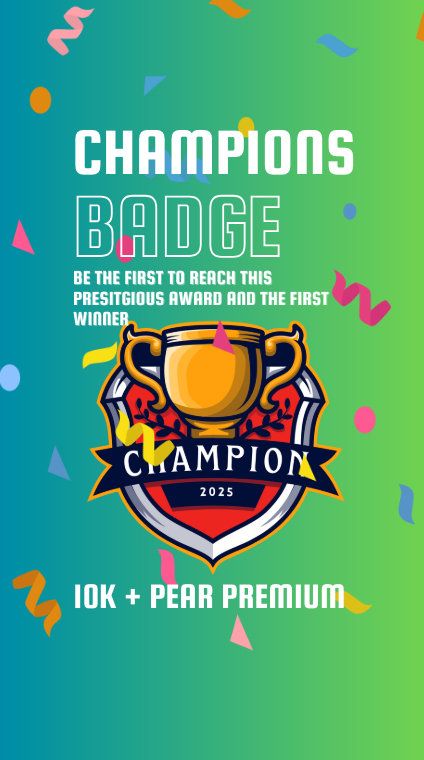 CHAMPIONS
BADGE
BE THE FIRST TO REACH THIS
PRESITGIOUS AWARD AND THE FIRST
WINNER
CHAMPION
2025
10K + PEAR PREMIUM